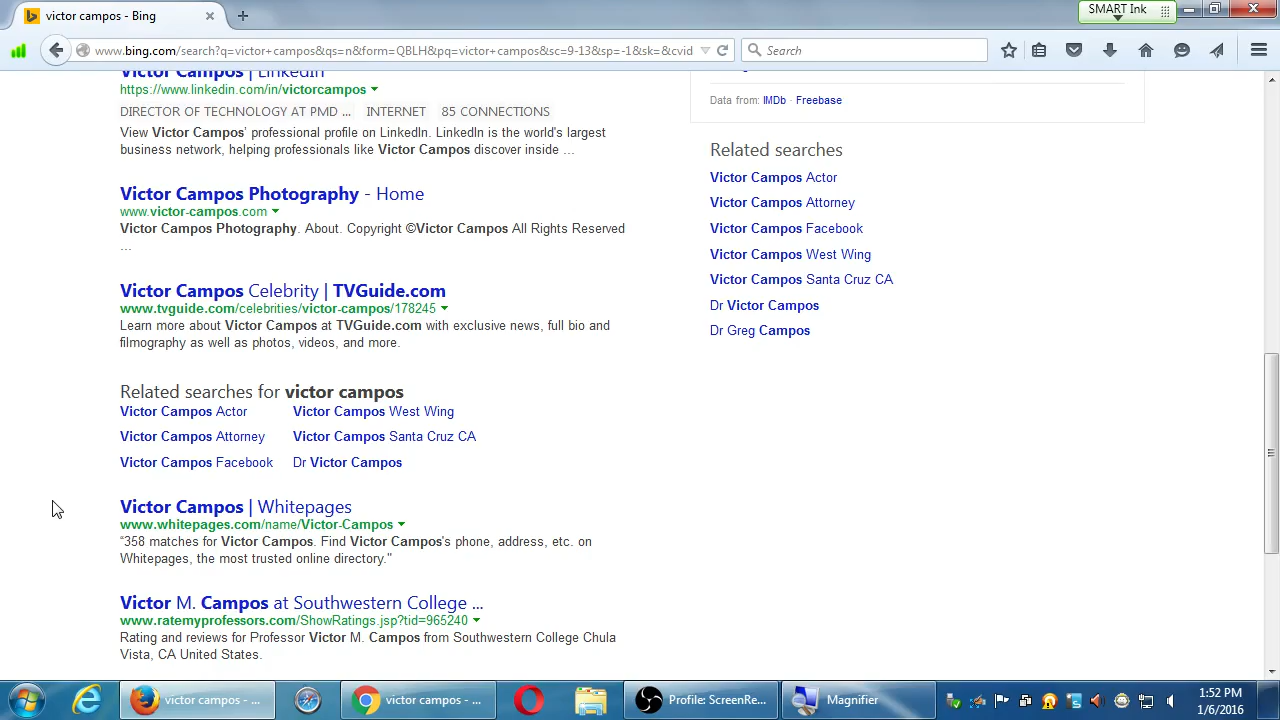 victor campos - Bing
SMART Ink
www.bing.com/search?q=victor+campos&qs=n&form=QBLH&pq=victor+campos&sc=9-13&sp=-1&sk=&cvid
Search
Victor Campos | LinkedIn
https://www.linkedin.com/in/victorcampos
DIRECTOR OF TECHNOLOGY AT PMD ... INTERNET 85 CONNECTIONS
View Victor Campos' professional profile on LinkedIn. LinkedIn is the world's largest
business network, helping professionals like Victor Campos discover inside ...
Victor Campos Photography - Home
www.victor-campos.com
Victor Campos Photography. About. Copyright ©Victor Campos All Rights Reserved
...
Victor Campos Celebrity | TVGuide.com
www.tvguide.com/celebrities/victor-campos/178245
Learn more about Victor Campos at TVGuide.com with exclusive news, full bio and
filmography as well as photos, videos, and more.
Related searches for victor campos
Victor Campos Actor
Victor Campos West Wing
Victor Campos Attorney
Victor Campos Santa Cruz CA
Victor Campos Facebook
Dr Victor Campos
Victor Campos | Whitepages
www.whitepages.com/name/Victor-Campos
“358 matches for Victor Campos. Find Victor Campos's phone, address, etc. on
Whitepages, the most trusted online directory."
Victor M. Campos at Southwestern College ...
www.ratemyprofessors.com/ShowRatings.jsp?tid=965240
Rating and reviews for Professor Victor M. Campos from Southwestern College Chula
Vista, CA United States.
Data from: IMDb · Freebase
Related searches
Victor Campos Actor
Victor Campos Attorney
Victor Campos Facebook
Victor Campos West Wing
Victor Campos Santa Cruz CA
Dr Victor Campos
Dr Greg Campos
victor campos - ...
victor campos - ...
Profile: ScreenRe...
Magnifier
1:52 PM
1/6/2016